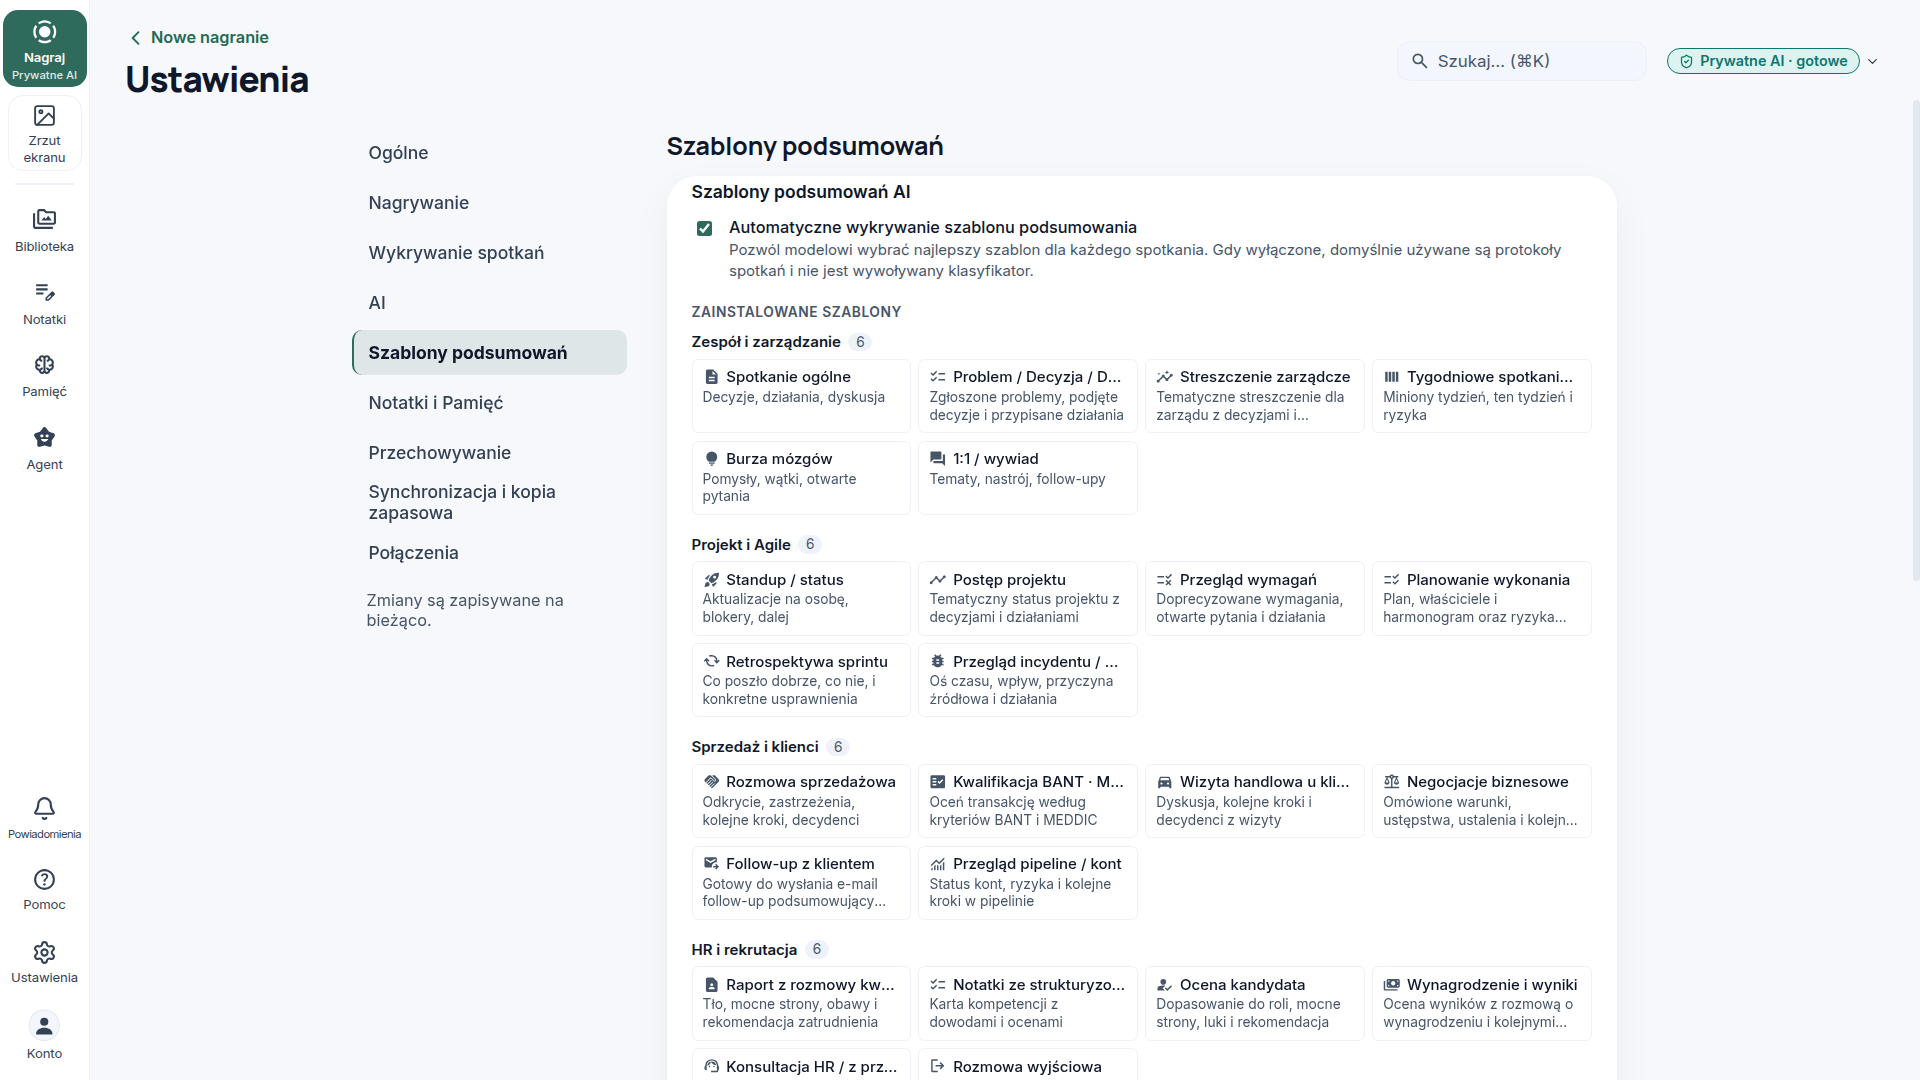 Nagraj
Prywatne AI
Zrzut
ekranu
Biblioteka
Notatki
Pamięć
Agent
Powiadomienia
Pomoc
Ustawienia
Konto
Nowe nagranie
Ustawienia
Szukaj... (⌘K)
Prywatne AI · gotowe
Ogólne
Nagrywanie
Wykrywanie spotkań
AI
Szablony podsumowań
Notatki i Pamięć
Przechowywanie
Synchronizacja i kopia
zapasowa
Połączenia
Zmiany są zapisywane na
bieżąco.
Szablony podsumowań
Szablony podsumowań AI
Automatyczne wykrywanie szablonu podsumowania
Pozwól modelowi wybrać najlepszy szablon dla każdego spotkania. Gdy wyłączone, domyślnie używane są protokoły
spotkań i nie jest wywoływany klasyfikator.
ZAINSTALOWANE SZABLONY
Zespół i zarządzanie 6
Spotkanie ogólne
Decyzje, działania, dyskusja
Problem / Decyzja / D...
Zgłoszone problemy, podjęte
decyzje i przypisane działania
Streszczenie zarządcze
Tematyczne streszczenie dla
zarządu z decyzjami i...
Tygodniowe spotkani...
Miniony tydzień, ten tydzień i
ryzyka
Burza mózgów
Pomysły, wątki, otwarte
pytania
1:1 / wywiad
Tematy, nastrój, follow-upy
Projekt i Agile 6
Standup / status
Aktualizacje na osobę,
blokery, dalej
Postęp projektu
Tematyczny status projektu z
decyzjami i działaniami
Przegląd wymagań
Doprecyzowane wymagania,
otwarte pytania i działania
Planowanie wykonania
Plan, właściciele i
harmonogram oraz ryzyka...
Retrospektywa sprintu
Co poszło dobrze, co nie, i
konkretne usprawnienia
Przegląd incydentu / ...
Oś czasu, wpływ, przyczyna
źródłowa i działania
Sprzedaż i klienci 6
Rozmowa sprzedażowa
Odkrycie, zastrzeżenia,
kolejne kroki, decydenci
Kwalifikacja BANT · M...
Oceń transakcję według
kryteriów BANT i MEDDIC
Wizyta handlowa u kli...
Dyskusja, kolejne kroki i
decydenci z wizyty
Negocjacje biznesowe
Omówione warunki,
ustępstwa, ustalenia i kolejn...
Follow-up z klientem
Gotowy do wysłania e-mail
follow-up podsumowujący...
Przegląd pipeline / kont
Status kont, ryzyka i kolejne
kroki w pipelinie
HR i rekrutacja 6
Raport z rozmowy kw...
Tło, mocne strony, obawy i
rekomendacja zatrudnienia
Notatki ze strukturyzo...
Karta kompetencji z
dowodami i ocenami
Ocena kandydata
Dopasowanie do roli, mocne
strony, luki i rekomendacja
Wynagrodzenie i wyniki
Ocena wyników z rozmową o
wynagrodzeniu i kolejnymi...
Konsultacja HR / z prz...
Rozmowa wyjściowa